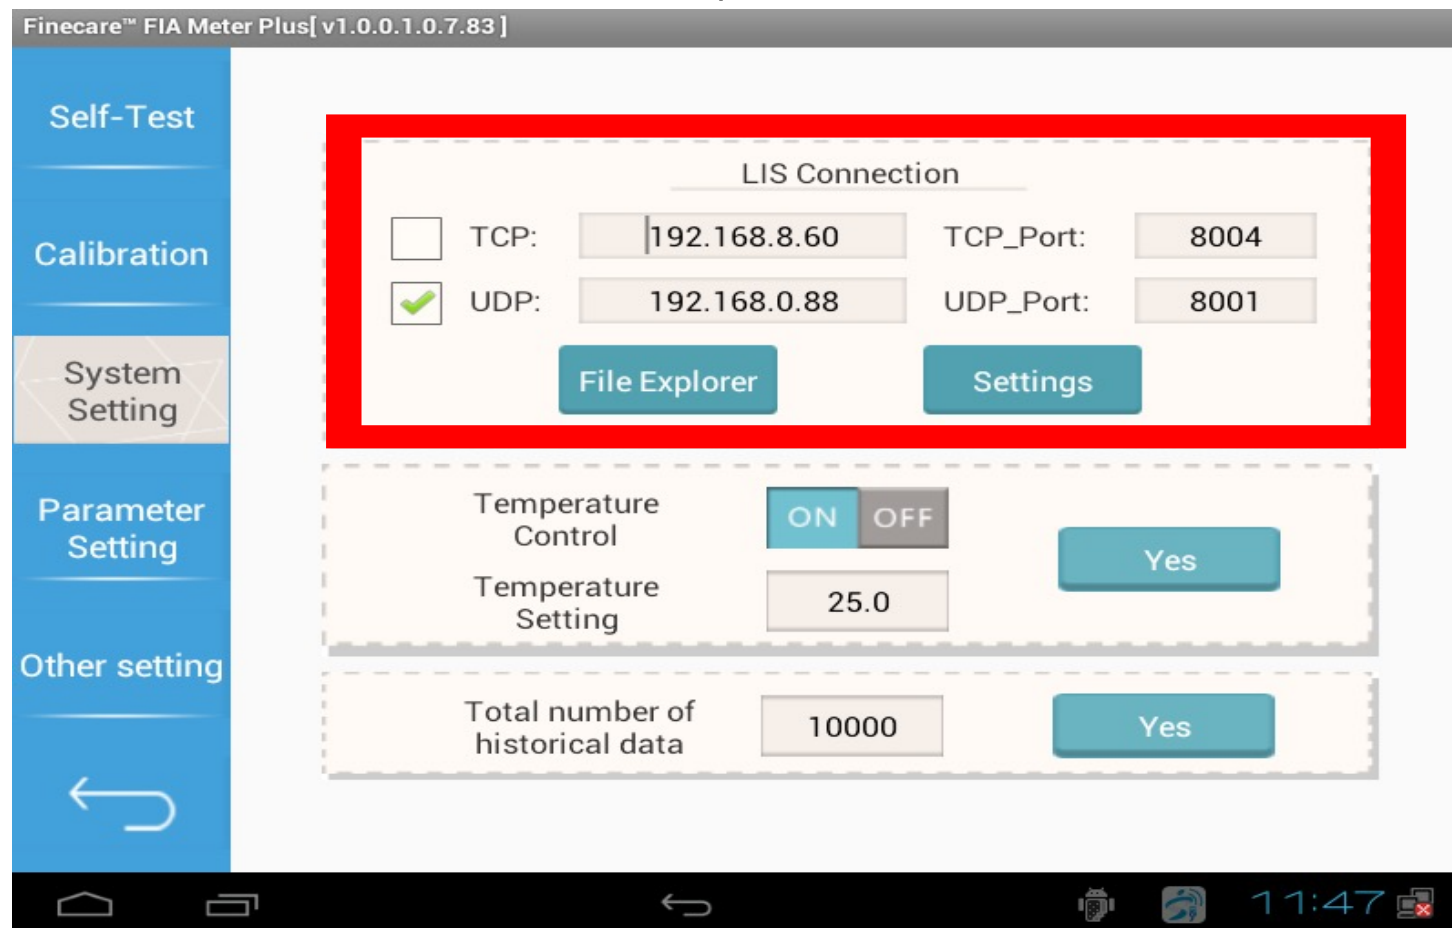 Finecare™ FIA Meter Plus[ v1.0.0.1.0.7.83 ]
Self-Test
Calibration
System
Setting
Parameter
Setting
Other setting
LIS Connection
TCP: 192.168.8.60 TCP_Port: 8004
UDP: 192.168.0.88 UDP_Port: 8001
File Explorer Settings
Temperature
Control
ON OFF
Yes
Temperature
Setting
25.0
Total number of
historical data
10000
Yes
11:47